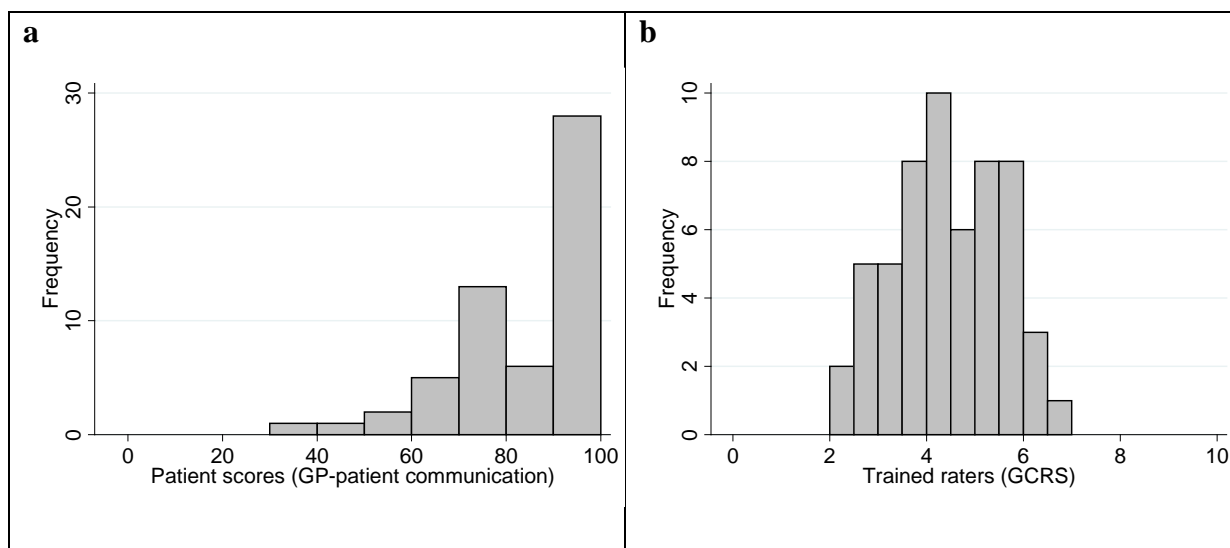 a
30
20
10
0
Frequency
0 20 40 60 80 100
Patient scores (GP-patient communication)
b
10
8
6
4
2
0
Frequency
0 2 4 6 8 10
Trained raters (GCRS)